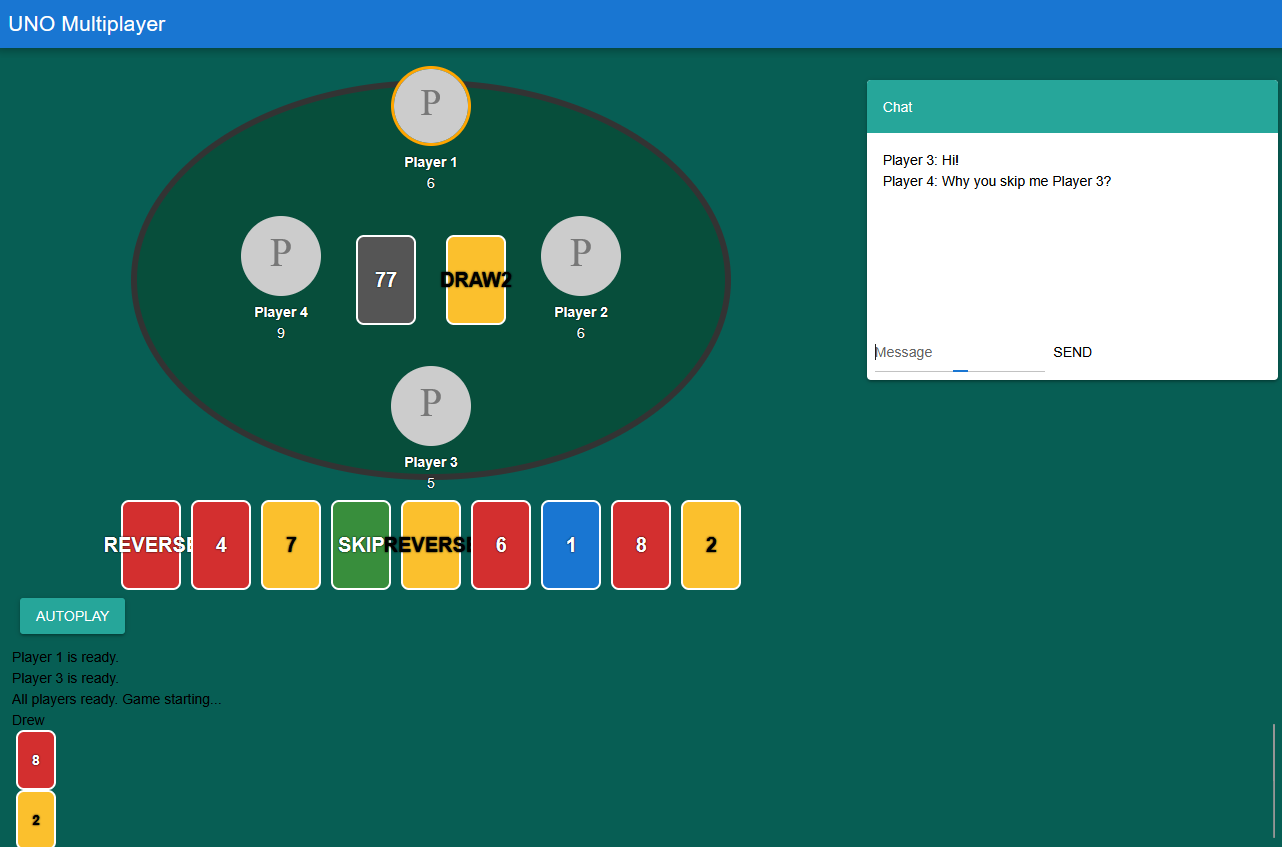 UNO Multiplayer
P
Player 1
6
P
Player 4
9
77
DRAW2
P
Player 2
6
P
Player 3
5
REVERSE
4
7
SKIP
REVERSE
6
1
8
2
AUTOPLAY
Player 1 is ready.
Player 3 is ready.
All players ready. Game starting...
Drew
8
2
Chat
Player 3: Hi!
Player 4: Why you skip me Player 3?
Message
SEND